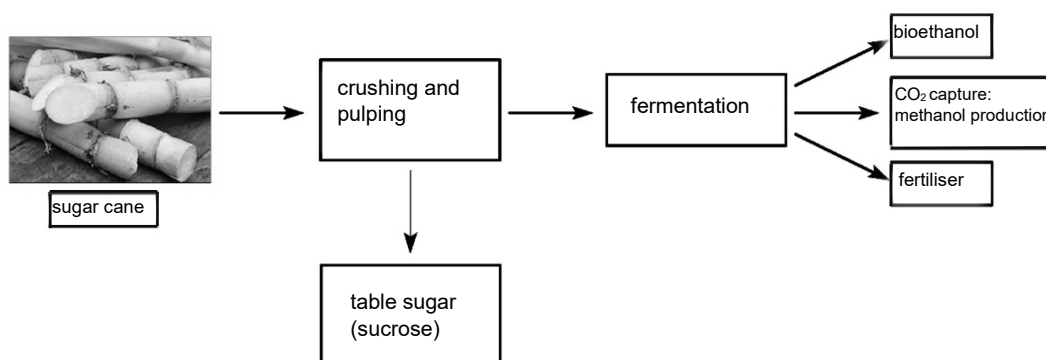 sugar cane
crushing and
pulping
table sugar
(sucrose)
fermentation
bioethanol
CO₂ capture:
methanol production
fertiliser